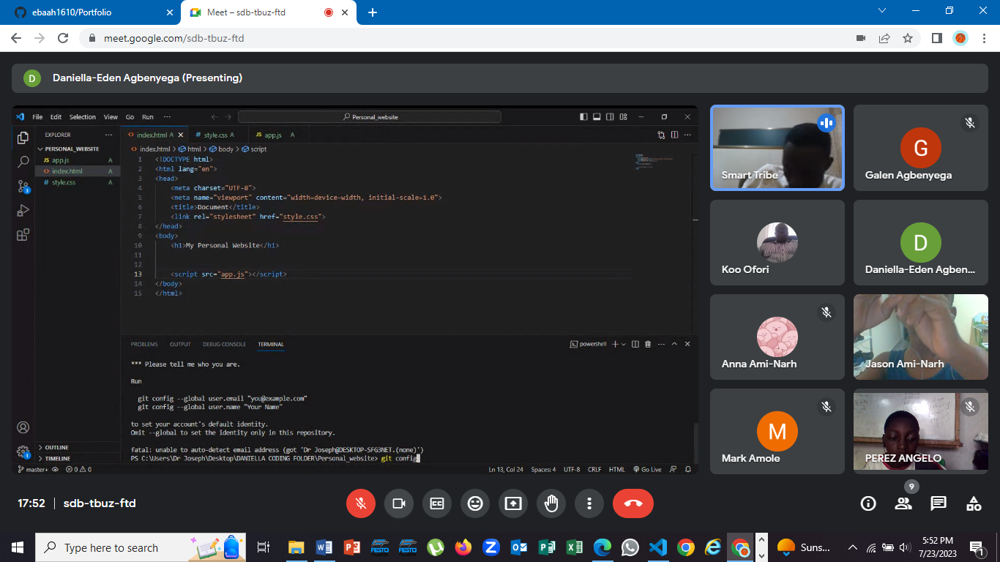 ebaah1610/Portfolio
Meet – sdb-tbuz-ftd
meet.google.com/sdb-tbuz-ftd
D
Daniella-Eden Agbenyega (Presenting)
File Edit Selection View Go Run ···
Personal_website
EXPLORER
PERSONAL_WEBSITE
JS app.js A
<> index.html A
# style.css A
OUTLINE
TIMELINE
<> index.html A
# style.css A
JS app.js A
<> index.html > html > body > script
1 <!DOCTYPE html>
2 <html lang="en">
3 <head>
4 <meta charset="UTF-8">
5 <meta name="viewport" content="width=device-width, initial-scale=1.0">
6 <title>Document</title>
7 <link rel="stylesheet" href="style.css">
8 </head>
9 <body>
10 <h1>My Personal Website</h1>
11
12
13 <script src="app.js"></script>
14 </body>
15 </html>
PROBLEMS OUTPUT DEBUG CONSOLE TERMINAL
powershell
*** Please tell me who you are.
Run
git config --global user.email "you@example.com"
git config --global user.name "Your Name"
to set your account's default identity.
Omit --global to set the identity only in this repository.
fatal: unable to auto-detect email address (got 'Dr Joseph@DESKTOP-SFG3NET.(none)')
PS C:\Users\Dr Joseph\Desktop\DANIELLA CODING FOLDER\Personal_website> git config
3
1
master+
0 0
Ln 13, Col 24 Spaces: 4 UTF-8 CRLF HTML Go Live
Smart Tribe
G
Galen Agbenyega
Koo Ofori
D
Daniella-Eden Agben...
Anna Ami-Narh
Jason Ami-Narh
M
Mark Amole
PEREZ ANGELO
17:52 | sdb-tbuz-ftd
9
Type here to search
FESTO
FESTO
Suns...
5:52 PM
7/23/2023
1